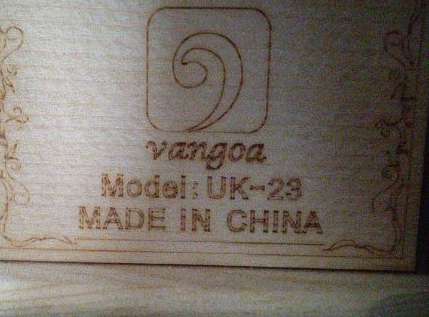 vangoa
Model: UK-23
MADE IN CHINA